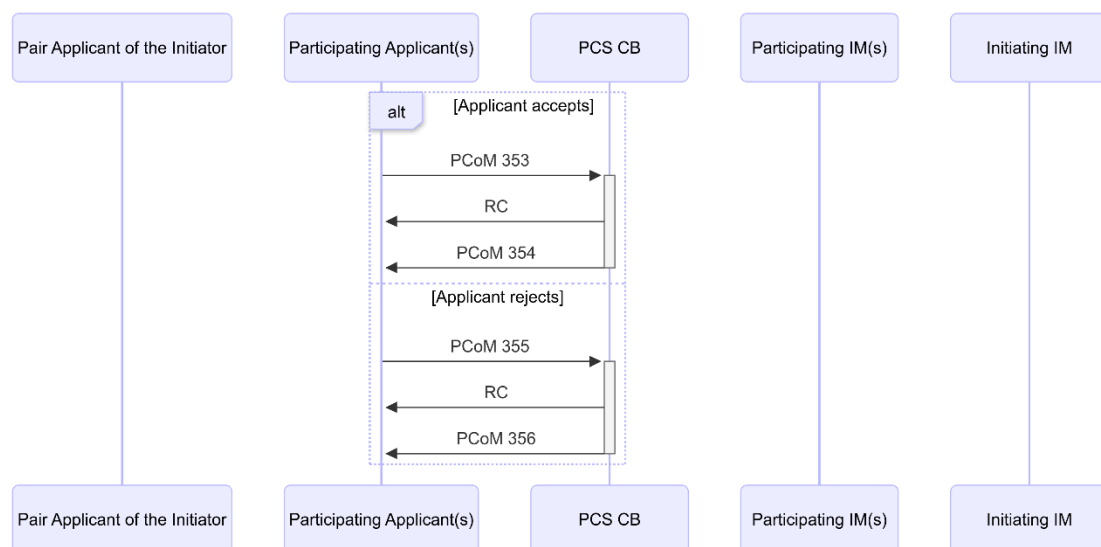 Pair Applicant of the Initiator
Participating Applicant(s)
PCS CB
Participating IM(s)
Initiating IM
alt
[Applicant accepts]
PCoM 353
RC
PCoM 354
[Applicant rejects]
PCoM 355
RC
PCoM 356
Pair Applicant of the Initiator
Participating Applicant(s)
PCS CB
Participating IM(s)
Initiating IM